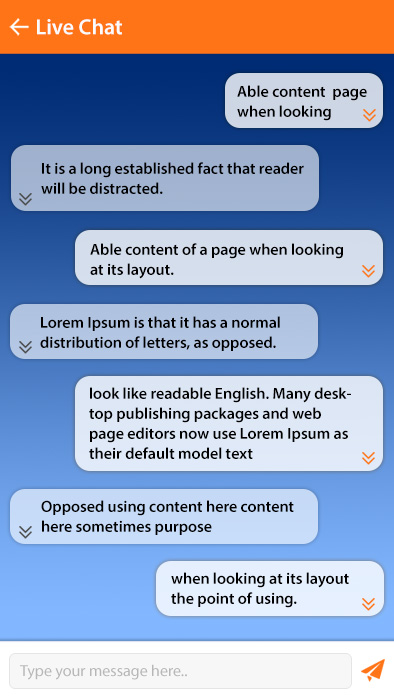 Live Chat
Able content  page
when looking
It is a long established fact that reader
will be distracted.
Able content of a page when looking
at its layout.
Lorem Ipsum is that it has a normal
distribution of letters, as opposed.
look like readable English. Many desk-
top publishing packages and web
page editors now use Lorem Ipsum as
their default model text
Opposed using content here content
here sometimes purpose
when looking at its layout
the point of using.
Type your message here..